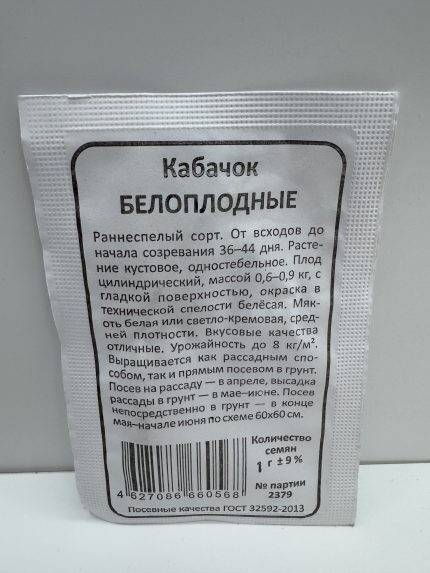 Кабачок
БЕЛОПЛОДНЫЕ
Раннеспелый сорт. От всходов до
начала созревания 36–44 дня. Расте-
ние кустовое, одностебельное. Плод
цилиндрический, массой 0,6–0,9 кг, с
гладкой поверхностью, окраска в
технической спелости белёсая. Мяк-
оть белая или светло-кремовая, сред-
ней плотности. Вкусовые качества
отличные. Урожайность до 8 кг/м².
Выращивается как рассадным спо-
собом, так и прямым посевом в грунт.
Посев на рассаду — в апреле, высадка
рассады в грунт — в мае–июне. Посев
непосредственно в грунт — в конце
мая–начале июня по схеме 60х60 см.
Количество
семян
1 г ± 9 %
№ партии
2379
4 627086 660568
Посевные качества ГОСТ 32592-2013